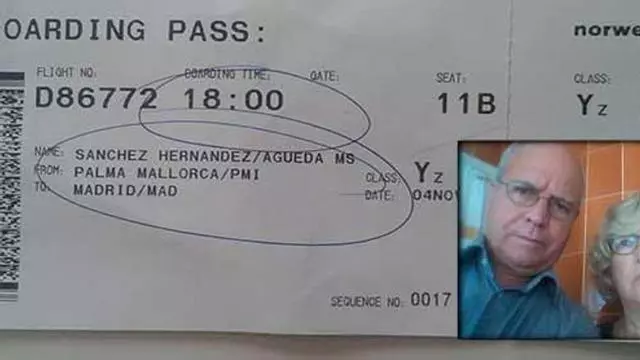 OARDING PASS:
norwe
FLIGHT NO. BOARDING TIME: GATE: SEAT: CLASS:
D86772 18:00 11B Yz
NAME: SANCHEZ HERNANDEZ/AGUEDA MS
FROM: PALMA MALLORCA/PMI CLASS: Yz
TO: MADRID/MAD DATE: 04NO
SEQUENCE NO: 0017